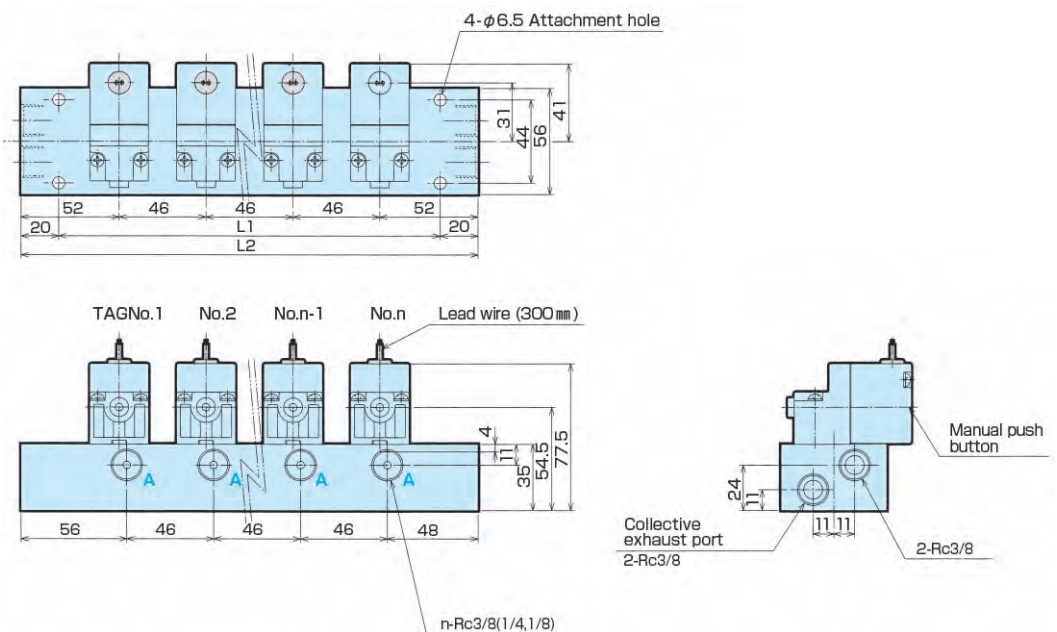 4-φ6.5 Attachment hole
31
41
44
56
52 46 46 46 52
20 L1 20
L2
TAGNo.1 No.2 No.n-1 No.n Lead wire (300㎜)
A A A A
4
11
35
54.5
77.5
56 46 46 46 48
n-Rc3/8(1/4,1/8)
Manual push
button
24
11
11 11
Collective
exhaust port
2-Rc3/8
2-Rc3/8